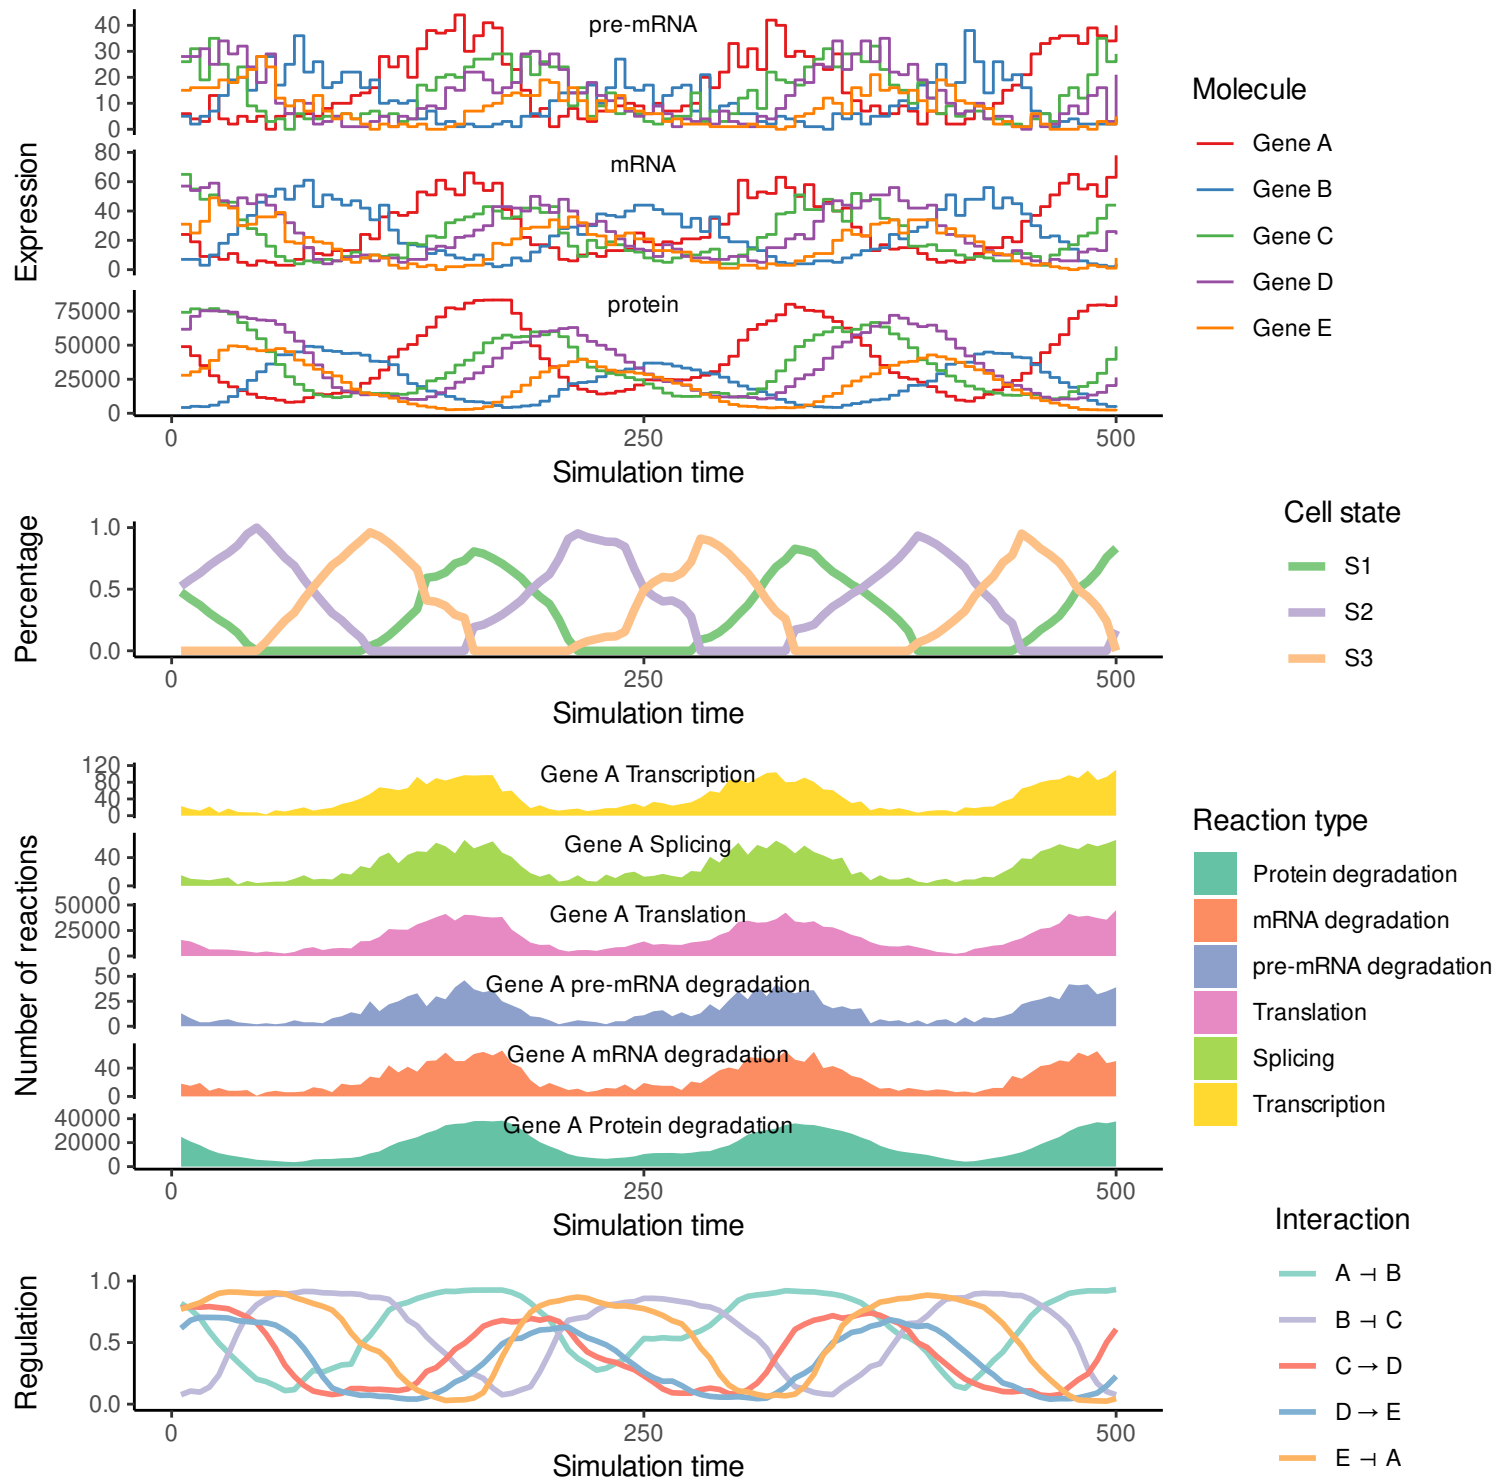 pre-mRNA
40
30
20
10
0
mRNA
80
60
40
20
0
protein
75000
50000
25000
0
Expression
0
250
500
Simulation time
Molecule
Gene A
Gene B
Gene C
Gene D
Gene E
Percentage
1.0
0.5
0.0
0
250
500
Simulation time
Cell state
S1
S2
S3
Number of reactions
Gene A Transcription
120
80
40
0
Gene A Splicing
40
0
Gene A Translation
50000
25000
0
Gene A pre-mRNA degradation
50
25
0
Gene A mRNA degradation
40
0
Gene A Protein degradation
40000
20000
0
0
250
500
Simulation time
Reaction type
Protein degradation
mRNA degradation
pre-mRNA degradation
Translation
Splicing
Transcription
Regulation
1.0
0.5
0.0
0
250
500
Simulation time
Interaction
A ⊣ B
B ⊣ C
C → D
D → E
E ⊣ A